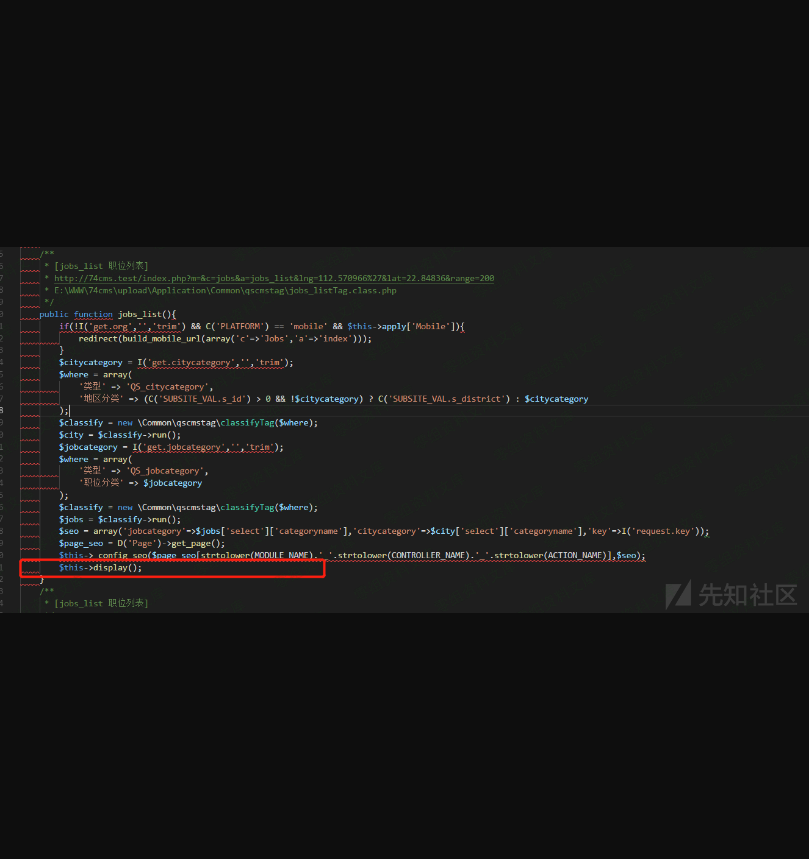 /**
* [jobs_list 职位列表]
* http://74cms.test/index.php?m=&c=jobs&a=jobs_list&lng=112.570966%27&lat=22.84836&range=200
* E:\WWW\74cms\upload\Application\Common\qscmstag\jobs_listTag.class.php
*/
public function jobs_list(){
if(!I('get.org','','trim') && C('PLATFORM') == 'mobile' && $this->apply['Mobile']){
redirect(build_mobile_url(array('c'=>'Jobs','a'=>'index')));
}
$citycategory = I('get.citycategory','','trim');
$where = array(
'类型' => 'QS_citycategory',
'地区分类' => (C('SUBSITE_VAL.s_id') > 0 && !$citycategory) ? C('SUBSITE_VAL.s_district') : $citycategory
);
$classify = new \Common\qscmstag\classifyTag($where);
$city = $classify->run();
$jobcategory = I('get.jobcategory','','trim');
$where = array(
'类型' => 'QS_jobcategory',
'职位分类' => $jobcategory
);
$classify = new \Common\qscmstag\classifyTag($where);
$jobs = $classify->run();
$seo = array('jobcategory'=>$jobs['select']['categoryname'],'citycategory'=>$city['select']['categoryname'],'key'=>I('request.key'));
$page_seo = D('Page')->get_page();
$this->_config_seo($page_seo[strtolower(MODULE_NAME).'_'.strtolower(CONTROLLER_NAME).'_'.strtolower(ACTION_NAME)],$seo);
$this->display();
}
/**
* [jobs_list 职位列表]
先知社区